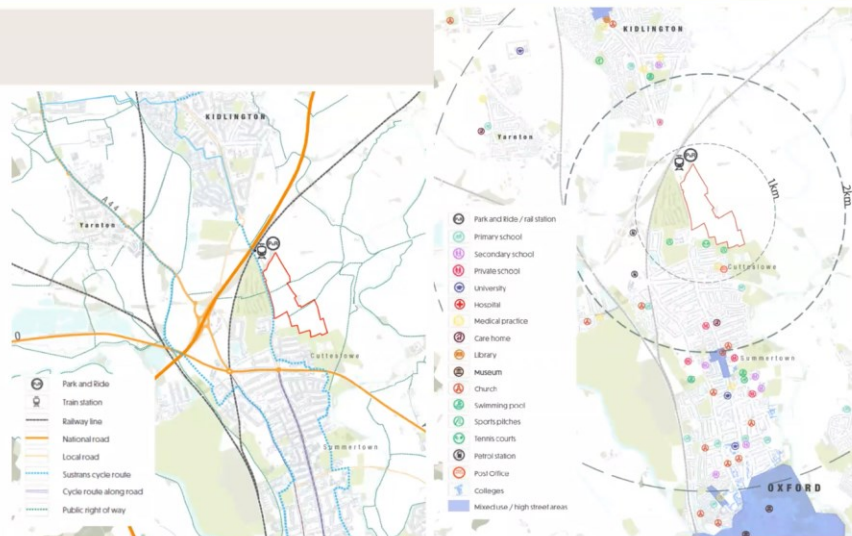 KIDLINGTON
A44
Yarnton
Cutteslowe
Summertown
Park and Ride
Train station
Railway line
National road
Local road
Sustrans cycle route
Cycle route along road
Public right of way
KIDLINGTON
Yarnton
1km
2km
Cutteslowe
Summertown
OXFORD
Park and Ride / rail station
Primary school
Secondary school
Private school
University
Hospital
Medical practice
Care home
Library
Museum
Church
Swimming pool
Sports pitches
Tennis courts
Petrol station
Post Office
Colleges
Mixed use / high street areas